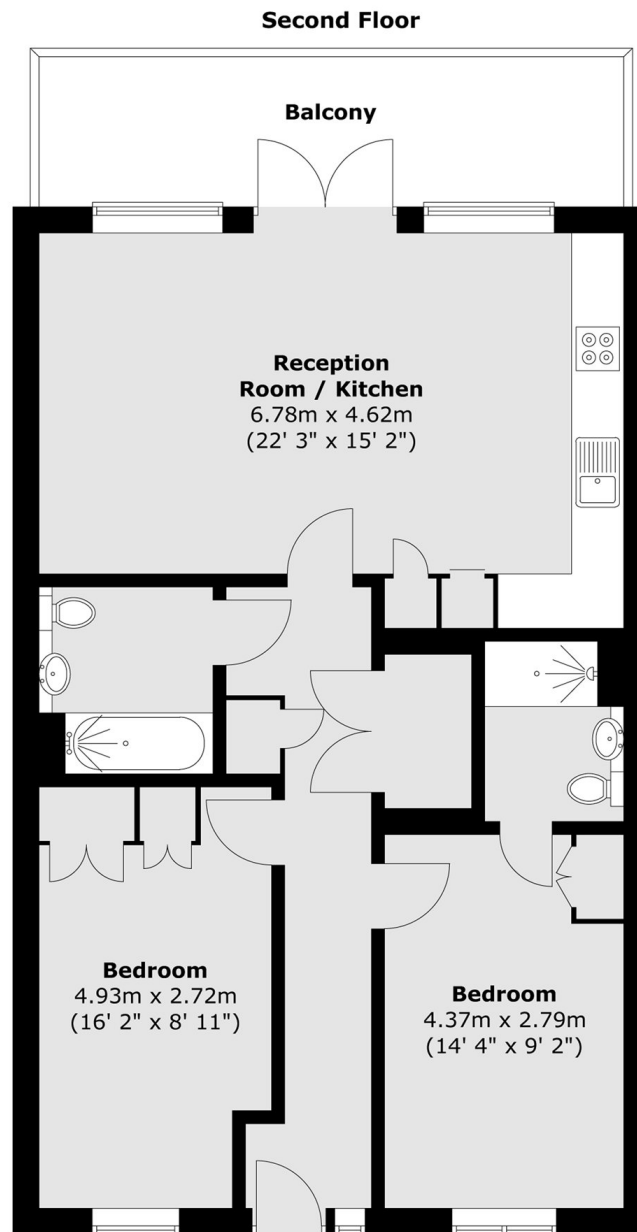 Second Floor
Balcony
Reception
Room / Kitchen
6.78m x 4.62m
(22' 3" x 15' 2")
Bedroom
4.93m x 2.72m
(16' 2" x 8' 11")
Bedroom
4.37m x 2.79m
(14' 4" x 9' 2")